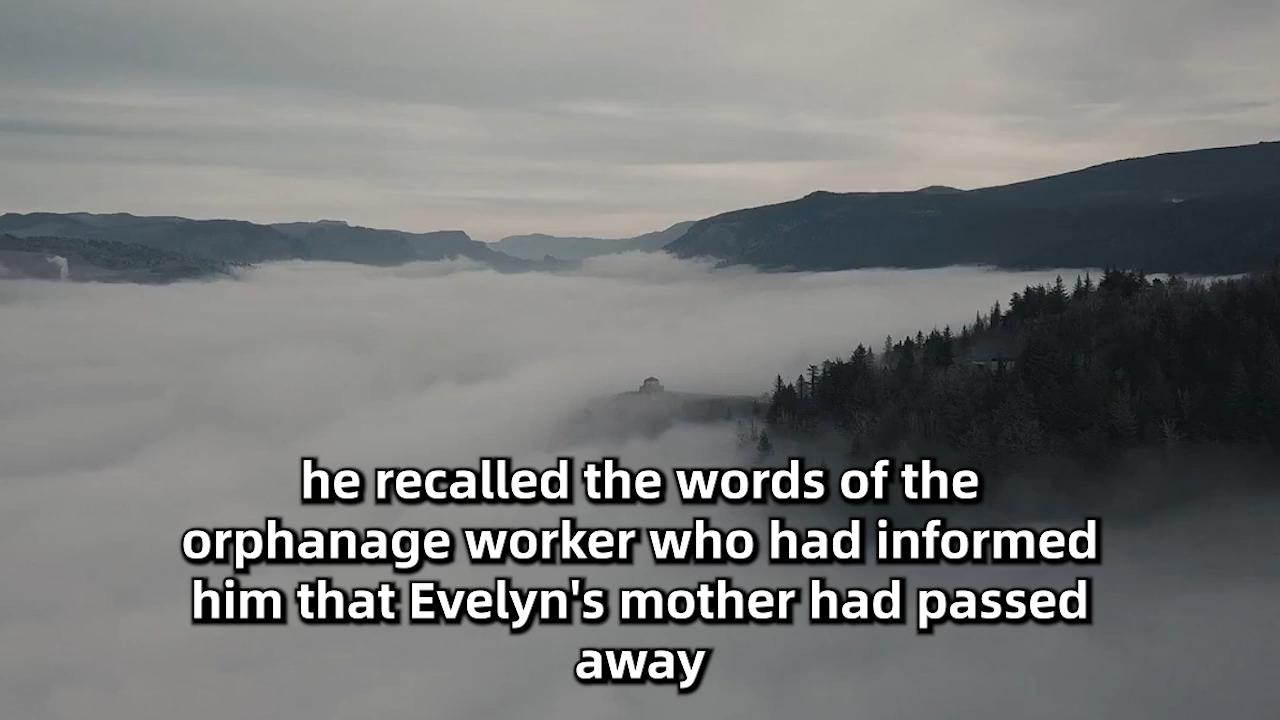 he recalled the words of the
orphanage worker who had informed
him that Evelyn's mother had passed
away